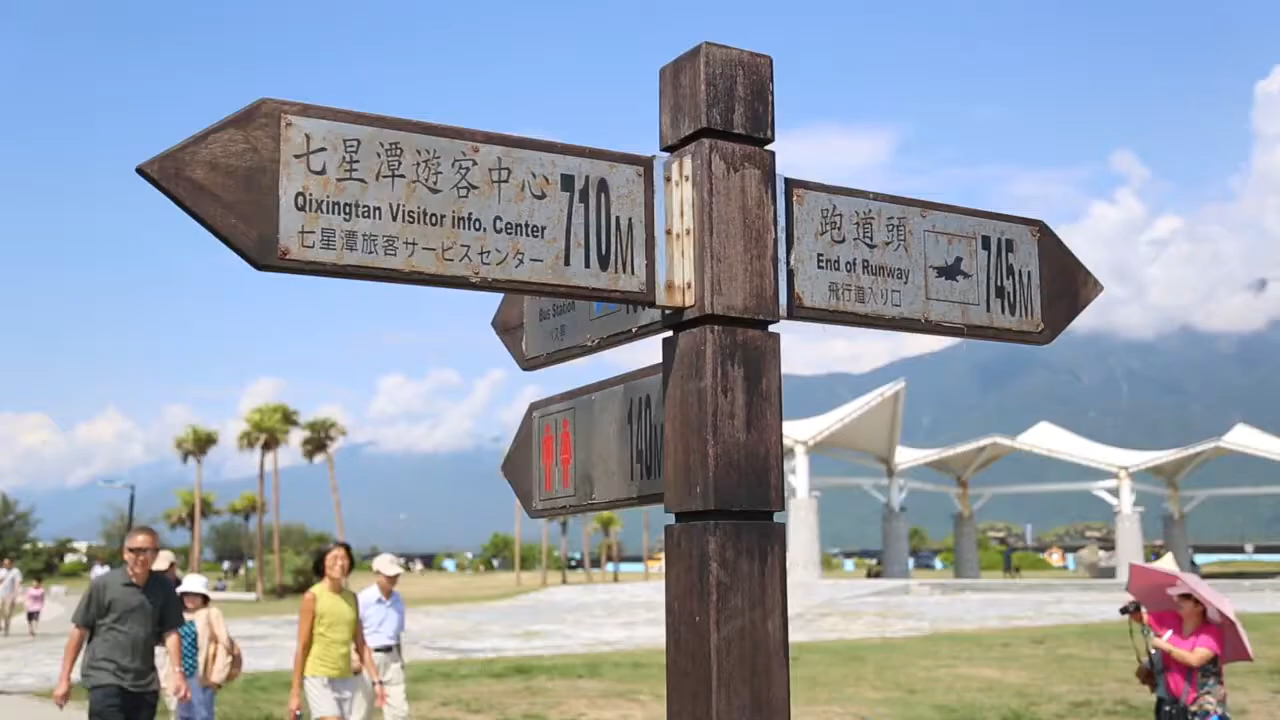 七星潭遊客中心
Qixingtan Visitor info. Center
七星潭旅客サービスセンター
710M
跑道頭
End of Runway
飛行道入り口
745M
Bus Station
140M